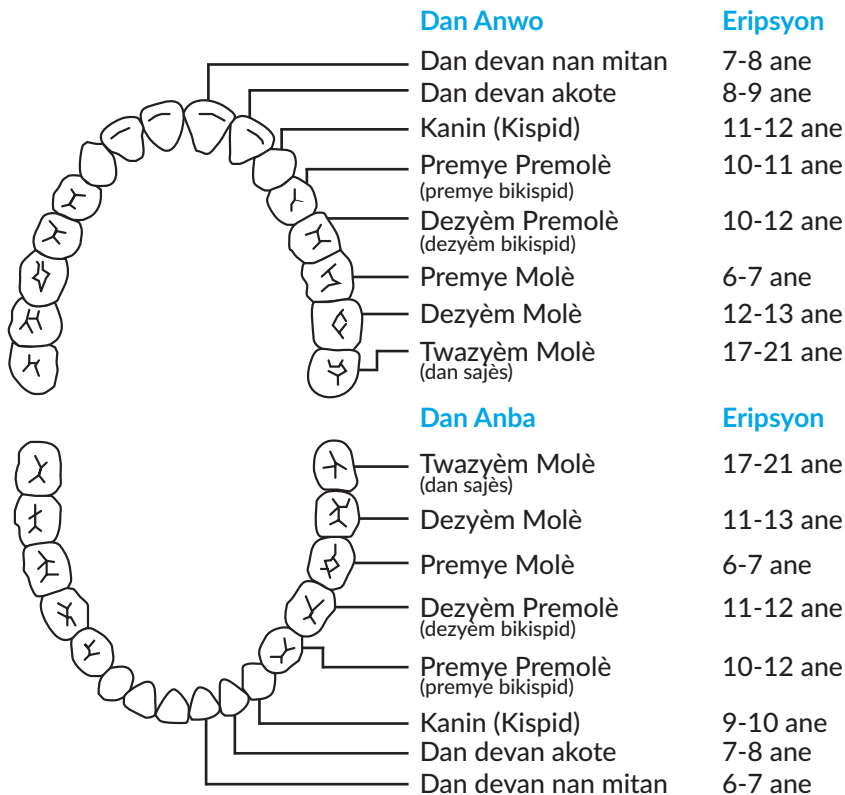 Dan Anwo Eripsyon
Dan devan nan mitan 7-8 ane
Dan devan akote 8-9 ane
Kanin (Kispid) 11-12 ane
Premye Premolè 10-11 ane
(premye bikispid)
Dezyèm Premolè 10-12 ane
(dezyèm bikispid)
Premye Molè 6-7 ane
Dezyèm Molè 12-13 ane
Twazyèm Molè 17-21 ane
(dan sajès)
Dan Anba Eripsyon
Twazyèm Molè 17-21 ane
(dan sajès)
Dezyèm Molè 11-13 ane
Premye Molè 6-7 ane
Dezyèm Premolè 11-12 ane
(dezyèm bikispid)
Premye Premolè 10-12 ane
(premye bikispid)
Kanin (Kispid) 9-10 ane
Dan devan akote 7-8 ane
Dan devan nan mitan 6-7 ane